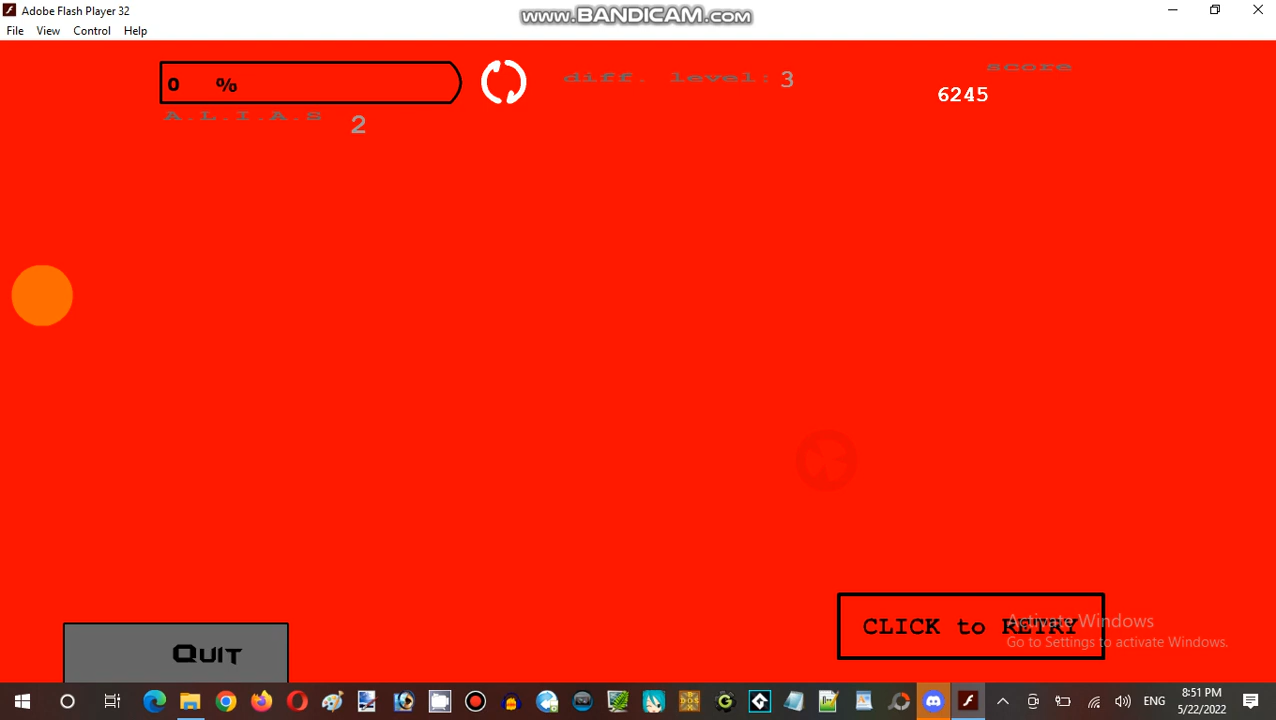 Adobe Flash Player 32
www.BANDICAM.com
File View Control Help
0 %
diff. level: 3
score
6245
A.L.I.A.S 2
CLICK to RETRY
Activate Windows
Go to Settings to activate Windows.
QUIT
ENG
8:51 PM
5/22/2022